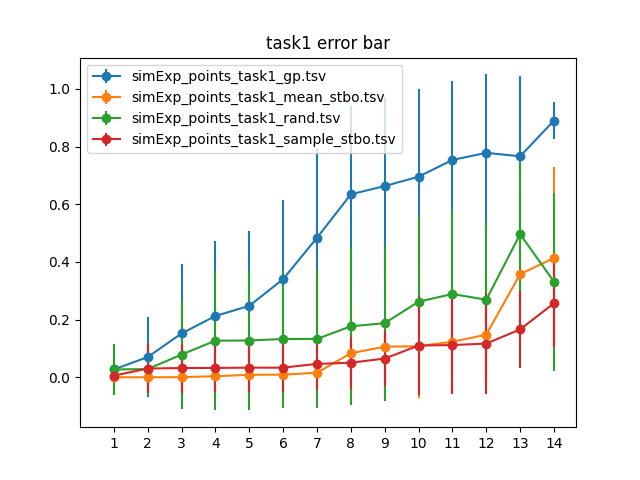 task1 error bar
simExp_points_task1_gp.tsv
simExp_points_task1_mean_stbo.tsv
simExp_points_task1_rand.tsv
simExp_points_task1_sample_stbo.tsv
1.0
0.8
0.6
0.4
0.2
0.0
1 2 3 4 5 6 7 8 9 10 11 12 13 14